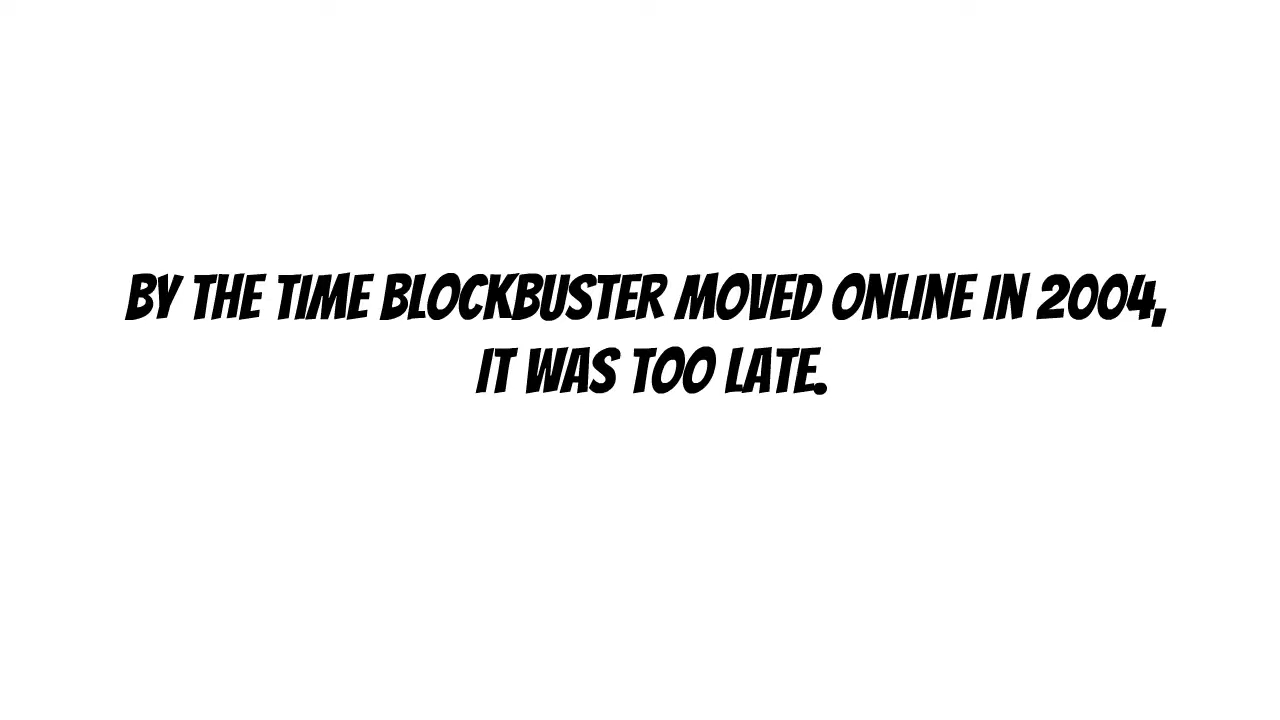 BY THE TIME BLOCKBUSTER MOVED ONLINE IN 2004,
IT WAS TOO LATE.